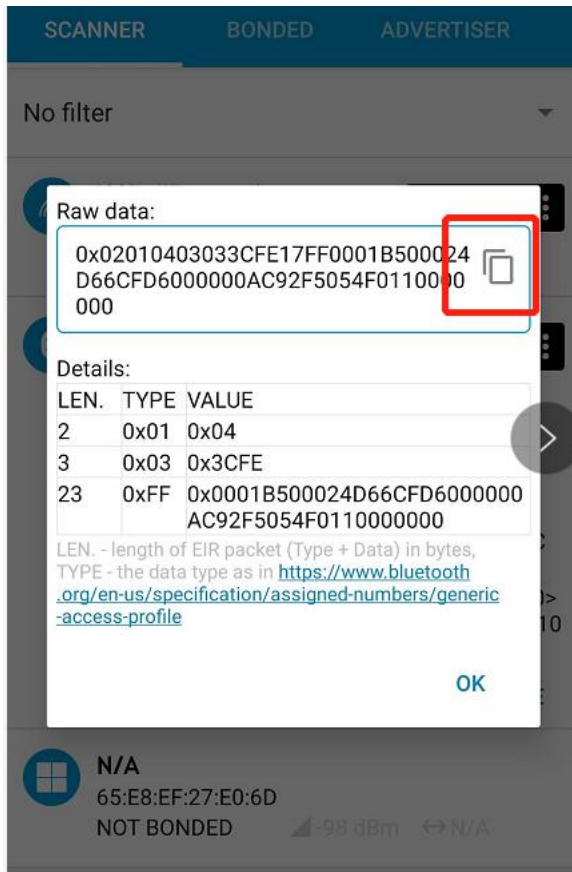 SCANNER BONDED ADVERTISER
No filter
Raw data:
0x02010403033CFE17FF0001B500024
D66CFD6000000AC92F5054F0110000
000
Details:
LEN. TYPE VALUE
2 0x01 0x04
3 0x03 0x3CFE
23 0xFF 0x0001B500024D66CFD6000000
AC92F5054F0110000000
LEN. - length of EIR packet (Type + Data) in bytes,
TYPE - the data type as in https://www.bluetooth
.org/en-us/specification/assigned-numbers/generic
-access-profile
10
OK
N/A
65:E8:EF:27:E0:6D
NOT BONDED -98 dBm N/A